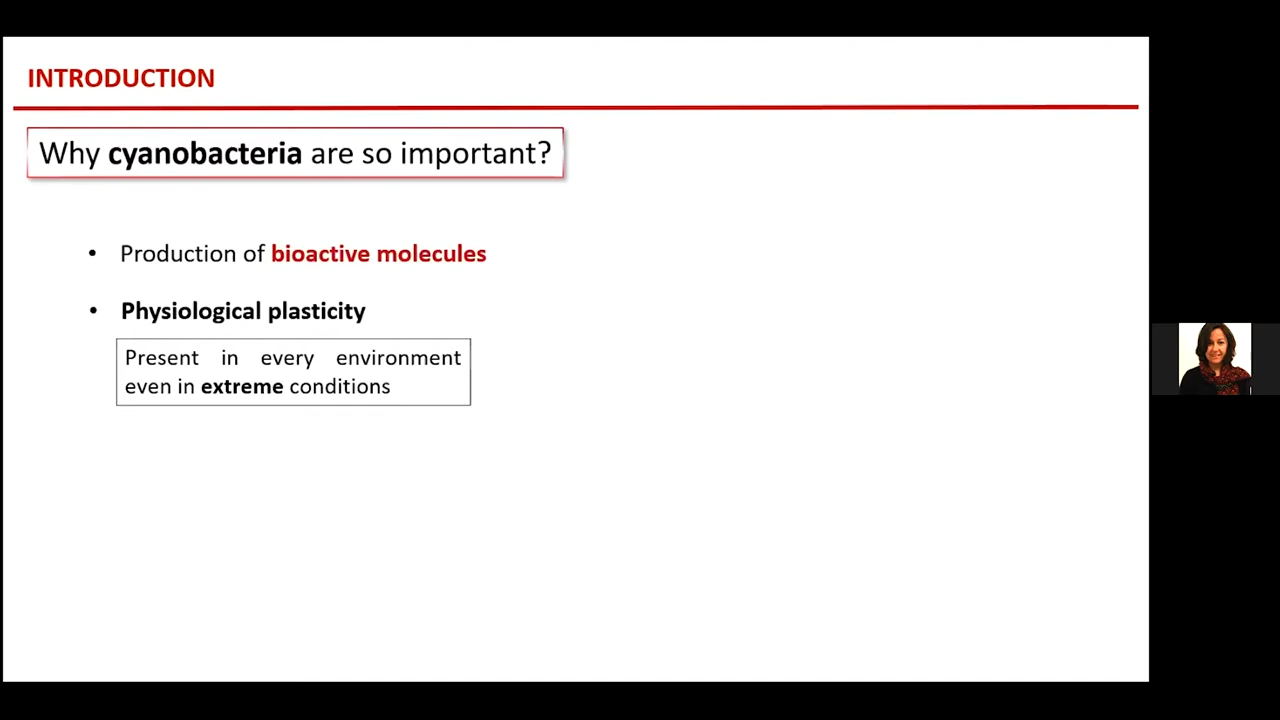 INTRODUCTION
Why cyanobacteria are so important?
• Production of bioactive molecules
• Physiological plasticity
Present in every environment
even in extreme conditions